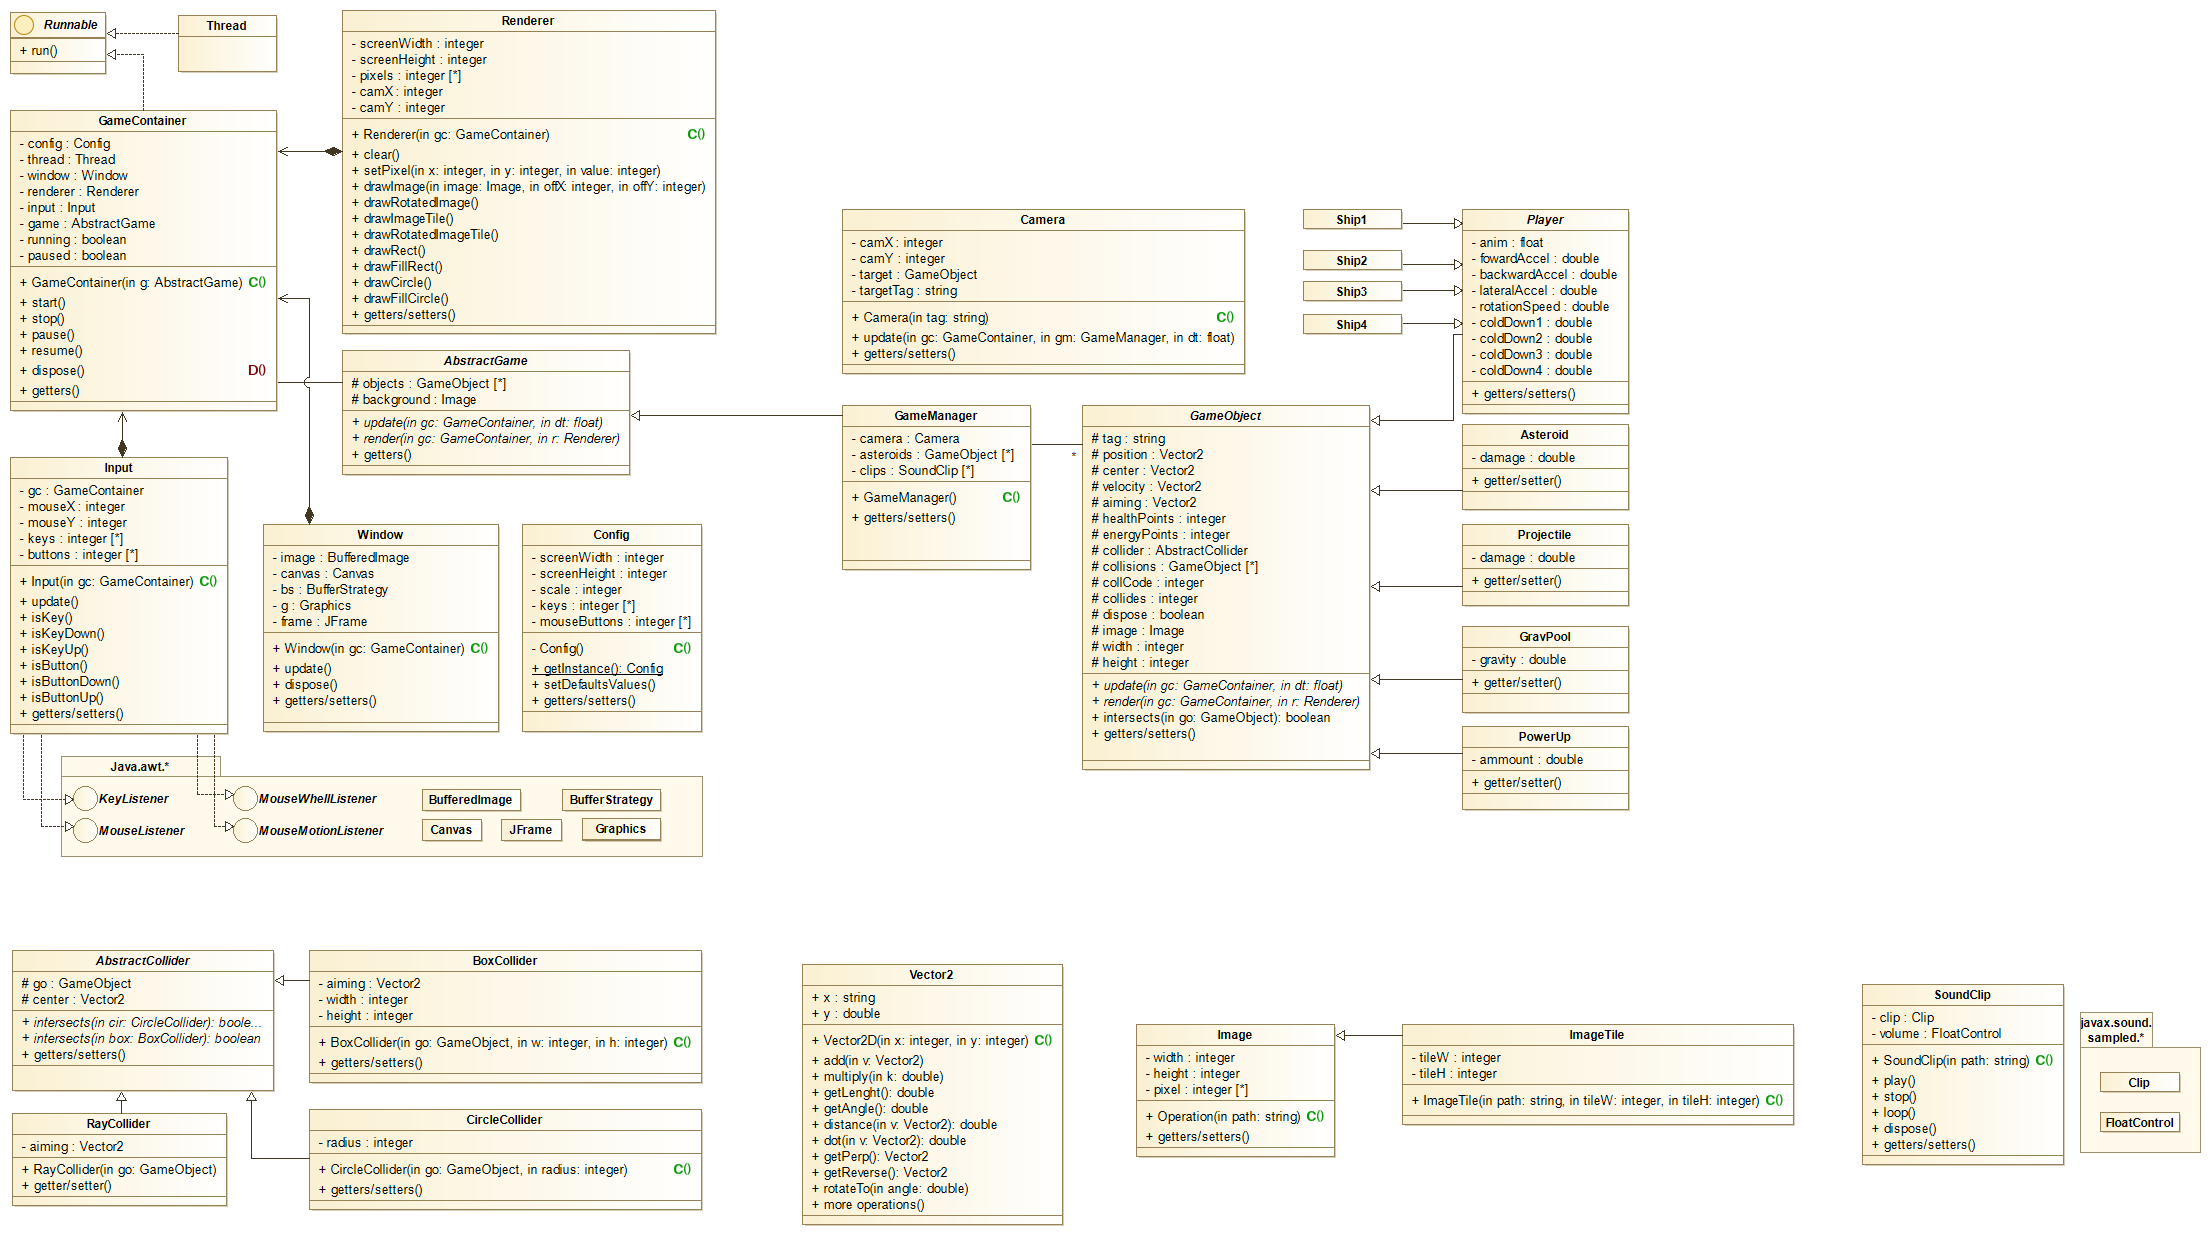 Runnable
+ run()
Thread
GameContainer
- config : Config
- thread : Thread
- window : Window
- renderer : Renderer
- input : Input
- game : AbstractGame
- running : boolean
- paused : boolean
+ GameContainer(in g: AbstractGame) C()
+ start()
+ stop()
+ pause()
+ resume()
+ dispose() D()
+ getters()
Renderer
- screenWidth : integer
- screenHeight : integer
- pixels : integer [*]
- camX : integer
- camY : integer
+ Renderer(in gc: GameContainer) C()
+ clear()
+ setPixel(in x: integer, in y: integer, in value: integer)
+ drawImage(in image: Image, in offX: integer, in offY: integer)
+ drawRotatedImage()
+ drawImageTile()
+ drawRotatedImageTile()
+ drawRect()
+ drawFillRect()
+ drawCircle()
+ drawFillCircle()
+ getters/setters()
AbstractGame
# objects : GameObject [*]
# background : Image
+ update(in gc: GameContainer, in dt: float)
+ render(in gc: GameContainer, in r: Renderer)
+ getters()
Input
- gc : GameContainer
- mouseX : integer
- mouseY : integer
- keys : integer [*]
- buttons : integer [*]
+ Input(in gc: GameContainer) C()
+ update()
+ isKey()
+ isKeyDown()
+ isKeyUp()
+ isButton()
+ isButtonDown()
+ isButtonUp()
+ getters/setters()
Window
- image : BufferedImage
- canvas : Canvas
- bs : BufferStrategy
- g : Graphics
- frame : JFrame
+ Window(in gc: GameContainer) C()
+ update()
+ dispose()
+ getters/setters()
Config
- screenWidth : integer
- screenHeight : integer
- scale : integer
- keys : integer [*]
- mouseButtons : integer [*]
- Config() C()
+ getInstance(): Config
+ setDefaultsValues()
+ getters/setters()
Java.awt.*
KeyListener
MouseListener
MouseWhellListener
MouseMotionListener
BufferedImage
BufferStrategy
Canvas
JFrame
Graphics
Camera
- camX : integer
- camY : integer
- target : GameObject
- targetTag : string
+ Camera(in tag: string) C()
+ update(in gc: GameContainer, in gm: GameManager, in dt: float)
+ getters/setters()
GameManager
- camera : Camera
- asteroids : GameObject [*]
- clips : SoundClip [*]
+ GameManager() C()
+ getters/setters()
*
GameObject
# tag : string
# position : Vector2
# center : Vector2
# velocity : Vector2
# aiming : Vector2
# healthPoints : integer
# energyPoints : integer
# collider : AbstractCollider
# collisions : GameObject [*]
# collCode : integer
# collides : integer
# dispose : boolean
# image : Image
# width : integer
# height : integer
+ update(in gc: GameContainer, in dt: float)
+ render(in gc: GameContainer, in r: Renderer)
+ intersects(in go: GameObject): boolean
+ getters/setters()
Ship1
Ship2
Ship3
Ship4
Player
- anim : float
- fowardAccel : double
- backwardAccel : double
- lateralAccel : double
- rotationSpeed : double
- coldDown1 : double
- coldDown2 : double
- coldDown3 : double
- coldDown4 : double
+ getters/setters()
Asteroid
- damage : double
+ getter/setter()
Projectile
- damage : double
+ getter/setter()
GravPool
- gravity : double
+ getter/setter()
PowerUp
- ammount : double
+ getter/setter()
AbstractCollider
# go : GameObject
# center : Vector2
+ intersects(in cir: CircleCollider): boole...
+ intersects(in box: BoxCollider): boolean
+ getters/setters()
BoxCollider
- aiming : Vector2
- width : integer
- height : integer
+ BoxCollider(in go: GameObject, in w: integer, in h: integer) C()
+ getters/setters()
RayCollider
- aiming : Vector2
+ RayCollider(in go: GameObject)
+ getter/setter()
CircleCollider
- radius : integer
+ CircleCollider(in go: GameObject, in radius: integer) C()
+ getters/setters()
Vector2
+ x : string
+ y : double
+ Vector2D(in x: integer, in y: integer) C()
+ add(in v: Vector2)
+ multiply(in k: double)
+ getLenght(): double
+ getAngle(): double
+ distance(in v: Vector2): double
+ dot(in v: Vector2): double
+ getPerp(): Vector2
+ getReverse(): Vector2
+ rotateTo(in angle: double)
+ more operations()
Image
- width : integer
- height : integer
- pixel : integer [*]
+ Operation(in path: string) C()
+ getters/setters()
ImageTile
- tileW : integer
- tileH : integer
+ ImageTile(in path: string, in tileW: integer, in tileH: integer) C()
SoundClip
- clip : Clip
- volume : FloatControl
+ SoundClip(in path: string) C()
+ play()
+ stop()
+ loop()
+ dispose()
+ getters/setters()
javax.sound.
sampled.*
Clip
FloatControl